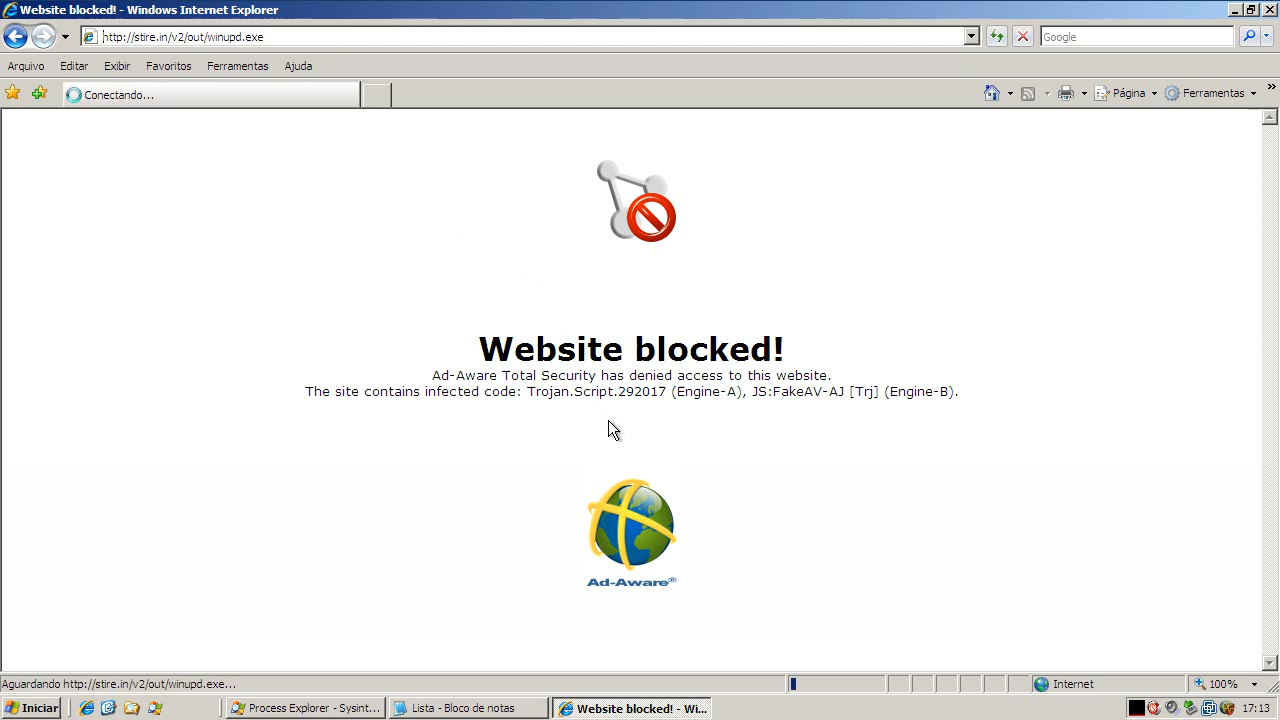 Website blocked! - Windows Internet Explorer
http://stire.in/v2/out/winupd.exe
Google
Arquivo Editar Exibir Favoritos Ferramentas Ajuda
Conectando...
Página Ferramentas
Website blocked!
Ad-Aware Total Security has denied access to this website.
The site contains infected code: Trojan.Script.292017 (Engine-A), JS:FakeAV-AJ [Trj] (Engine-B).
Ad-Aware®
Aguardando http://stire.in/v2/out/winupd.exe...
Internet
100%
Iniciar
Process Explorer - Sysint...
Lista - Bloco de notas
Website blocked! - Wi...
17:13